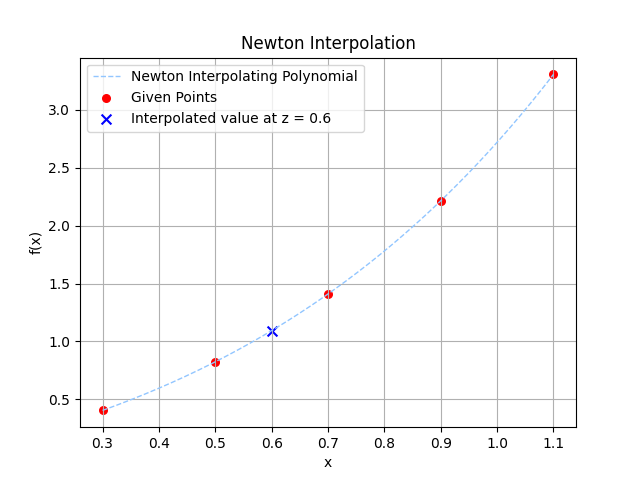 Newton Interpolation
Newton Interpolating Polynomial
Given Points
Interpolated value at z = 0.6
f(x)
3.0
2.5
2.0
1.5
1.0
0.5
0.3 0.4 0.5 0.6 0.7 0.8 0.9 1.0 1.1
x